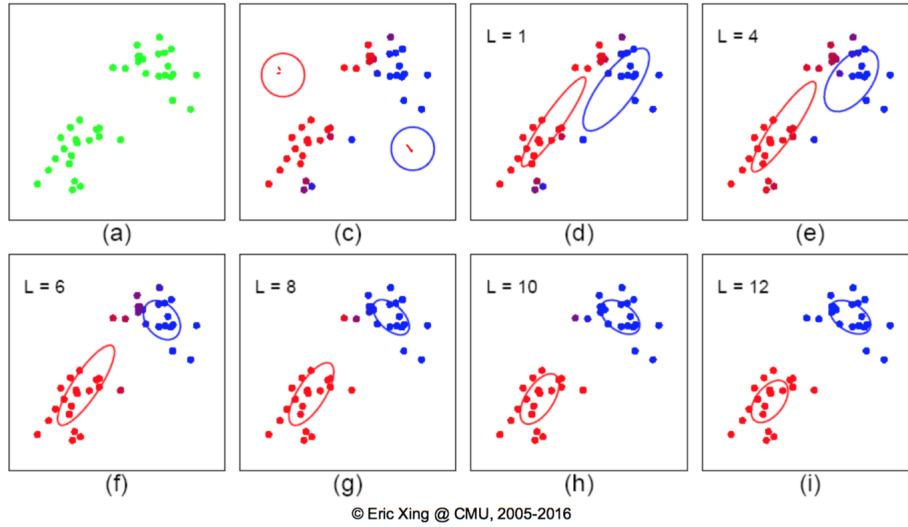 L = 1
L = 4
(a)
(c)
(d)
(e)
L = 6
L = 8
L = 10
L = 12
(f)
(g)
(h)
(i)
© Eric Xing @ CMU, 2005-2016